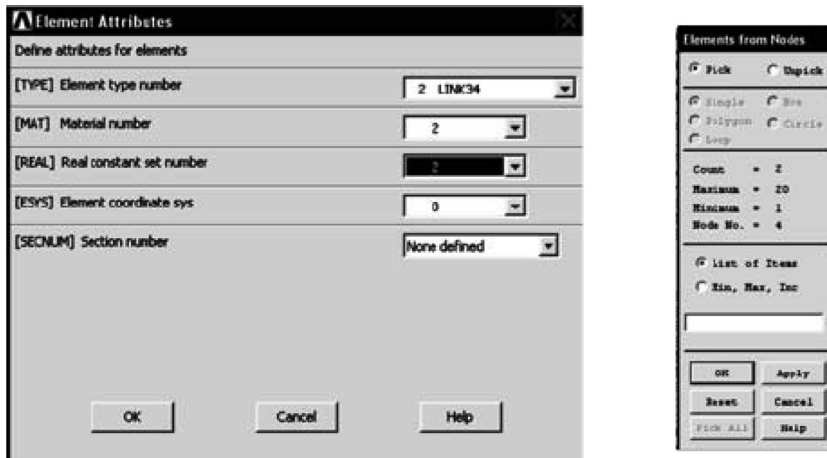 Element Attributes
Define attributes for elements
[TYPE] Element type number
2 LINK34
[MAT] Material number
2
[REAL] Real constant set number
2
[ESYS] Element coordinate sys
0
[SECNUM] Section number
None defined
OK
Cancel
Help
Elements from Nodes
Pick
Unpick
Single
Box
Polygon
Circle
Loop
Count = 2
Maximum = 20
Minimum = 1
Node No. = 4
List of Items
Min, Max, Inc
OK
Apply
Reset
Cancel
Pick All
Help